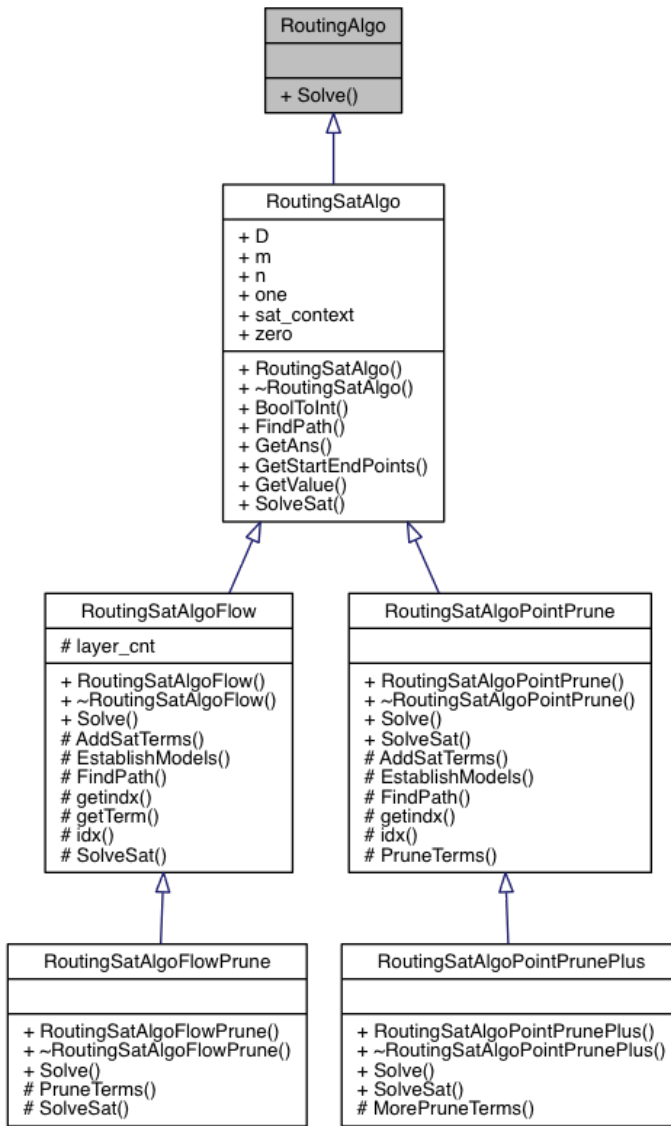 RoutingAlgo
+ Solve()
RoutingSatAlgo
+ D
+ m
+ n
+ one
+ sat_context
+ zero
+ RoutingSatAlgo()
+ ~RoutingSatAlgo()
+ BoolToInt()
+ FindPath()
+ GetAns()
+ GetStartEndPoints()
+ GetValue()
+ SolveSat()
RoutingSatAlgoFlow
# layer_cnt
+ RoutingSatAlgoFlow()
+ ~RoutingSatAlgoFlow()
+ Solve()
# AddSatTerms()
# EstablishModels()
# FindPath()
# getindx()
# getTerm()
# idx()
# SolveSat()
RoutingSatAlgoPointPrune
+ RoutingSatAlgoPointPrune()
+ ~RoutingSatAlgoPointPrune()
+ Solve()
+ SolveSat()
# AddSatTerms()
# EstablishModels()
# FindPath()
# getindx()
# idx()
# PruneTerms()
RoutingSatAlgoFlowPrune
+ RoutingSatAlgoFlowPrune()
+ ~RoutingSatAlgoFlowPrune()
+ Solve()
# PruneTerms()
# SolveSat()
RoutingSatAlgoPointPrunePlus
+ RoutingSatAlgoPointPrunePlus()
+ ~RoutingSatAlgoPointPrunePlus()
+ Solve()
+ SolveSat()
# MorePruneTerms()